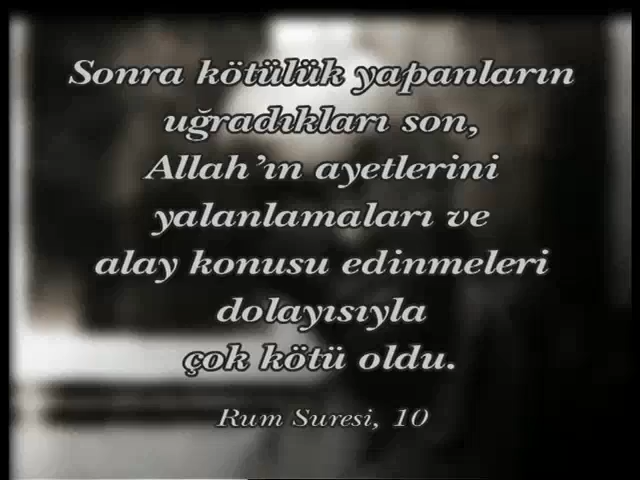 Sonra kötülük yapanların
uğradıkları son,
Allah'ın ayetlerini
yalanlamaları ve
alay konusu edinmeleri
dolayısıyla
çok kötü oldu.
Rum Suresi, 10